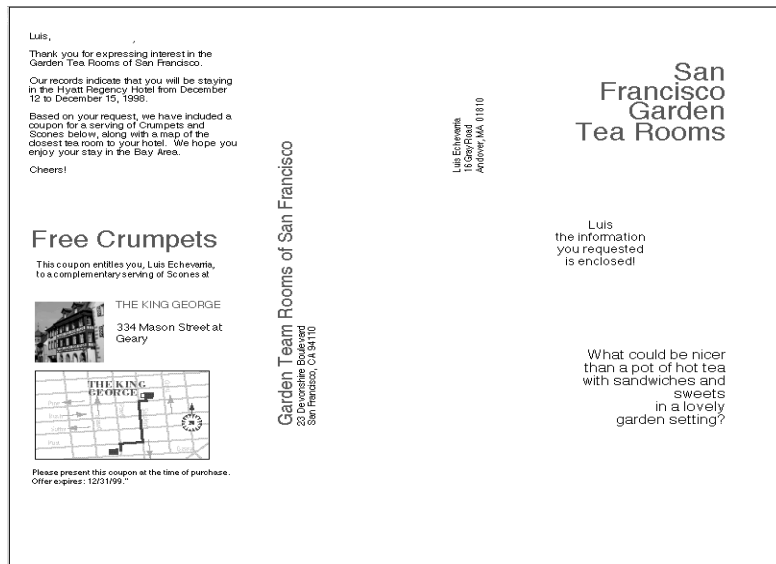 Luis,
,
Thank you for expressing interest in the
Garden Tea Rooms of San Francisco.
Our records indicate that you will be staying
in the Hyatt Regency Hotel from December
12 to December 15, 1998.
Based on your request, we have included a
coupon for a serving of Crumpets and
Scones below, along with a map of the
closest tea room to your hotel. We hope you
enjoy your stay in the Bay Area.
Cheers!
Free Crumpets
This coupon entitles you, Luis Echevarria,
to a complementary serving of Scones at
THE KING GEORGE
334 Mason Street at
Geary
THE KING
GEORGE
Pine
Post
Geary
Please present this coupon at the time of purchase.
Offer expires: 12/31/99."
Garden Team Rooms of San Francisco
23 Devonshire Boulevard
San Francisco, CA 94110
Luis Echevarria
16 Gray Road
Andover, MA 01810
San
Francisco
Garden
Tea Rooms
Luis
the information
you requested
is enclosed!
What could be nicer
than a pot of hot tea
with sandwiches and
sweets
in a lovely
garden setting?